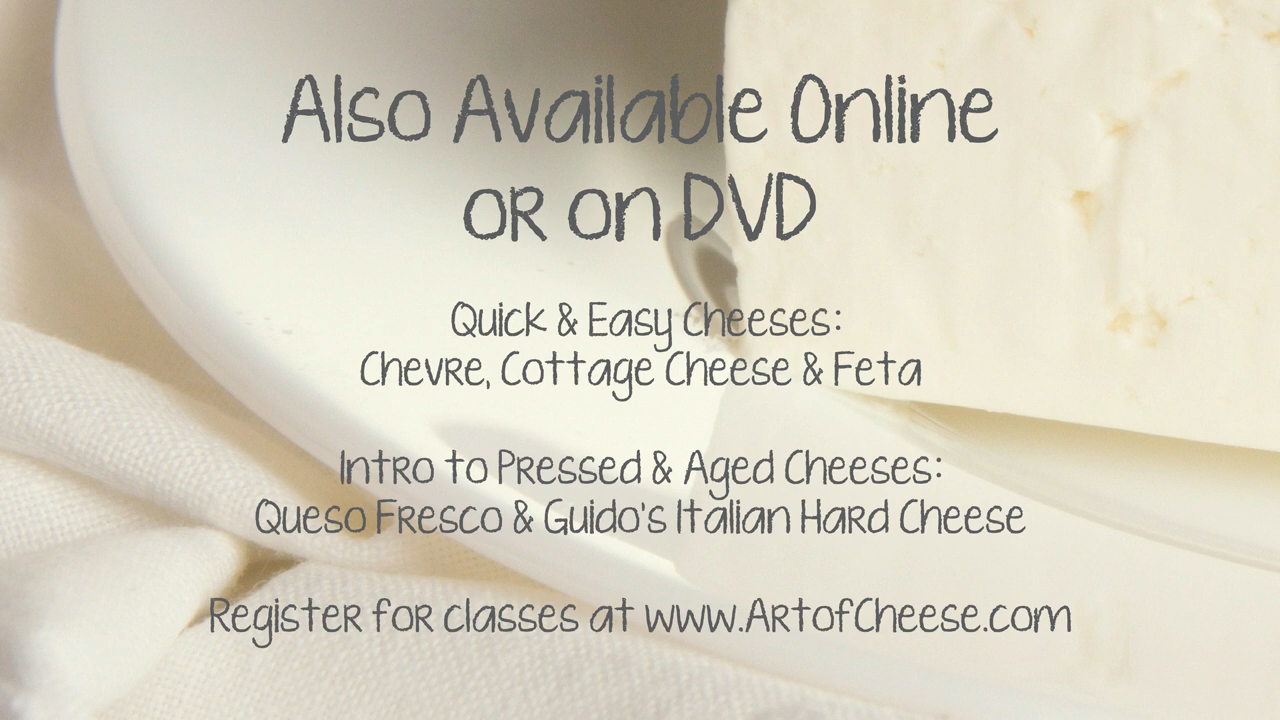 Also Available Online
or on DVD
Quick & Easy Cheeses:
Chevre, Cottage Cheese & Feta
Intro to Pressed & Aged Cheeses:
Queso Fresco & Guido's Italian Hard Cheese
Register for classes at www.ArtofCheese.com